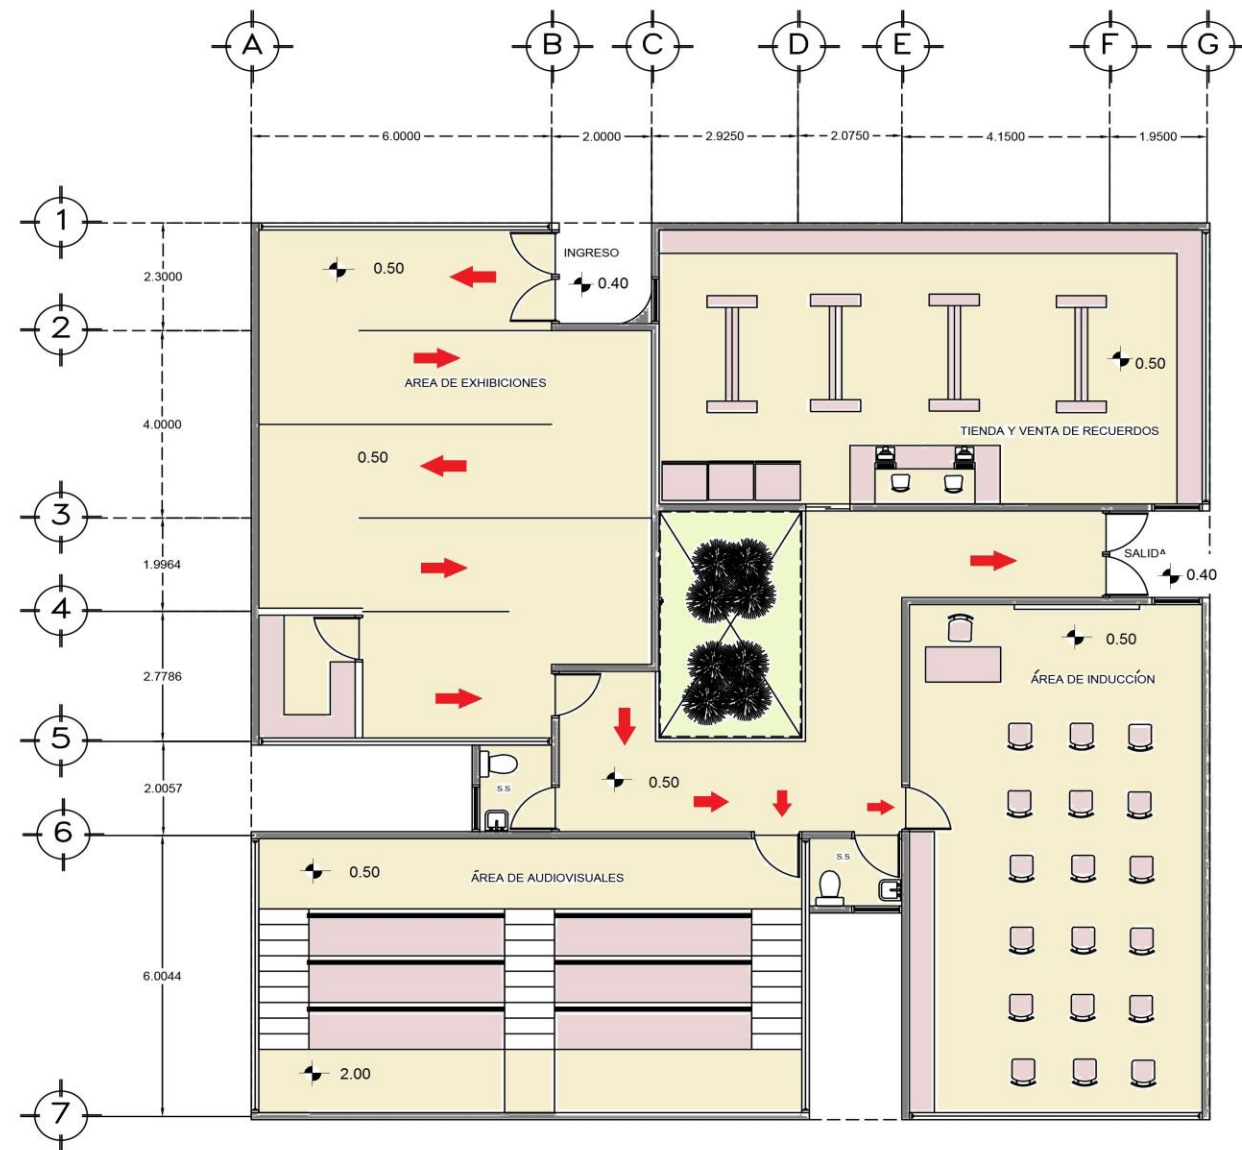 A B C D E F G
6.0000 2.0000 2.9250 2.0750 4.1500 1.9500
1
INGRESO
2.3000
0.50
0.40
2
0.50
AREA DE EXHIBICIONES
4.0000
TIENDA Y VENTA DE RECUERDOS
0.50
3
SALIDA
1.9964
0.40
4
0.50
2.7786
ÁREA DE INDUCCIÓN
5
0.50
2.0057
S.S
6
S.S
0.50
ÁREA DE AUDIOVISUALES
6.0044
2.00
7